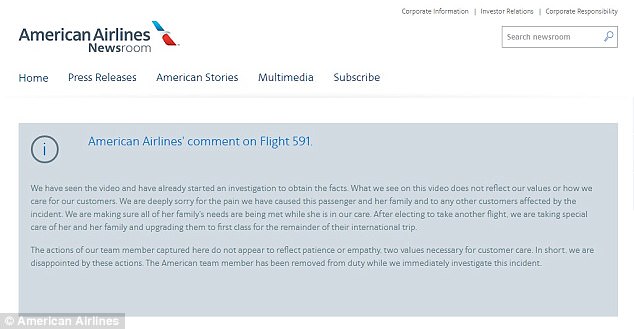 Corporate Information | Investor Relations | Corporate Responsibility
American Airlines
Newsroom
Search newsroom
Home Press Releases American Stories Multimedia Subscribe
i
American Airlines' comment on Flight 591.
We have seen the video and have already started an investigation to obtain the facts. What we see on this video does not reflect our values or how we
care for our customers. We are deeply sorry for the pain we have caused this passenger and her family and to any other customers affected by the
incident. We are making sure all of her family's needs are being met while she is in our care. After electing to take another flight, we are taking special
care of her and her family and upgrading them to first class for the remainder of their international trip.
The actions of our team member captured here do not appear to reflect patience or empathy, two values necessary for customer care. In short, we are
disappointed by these actions. The American team member has been removed from duty while we immediately investigate this incident.
© American Airlines